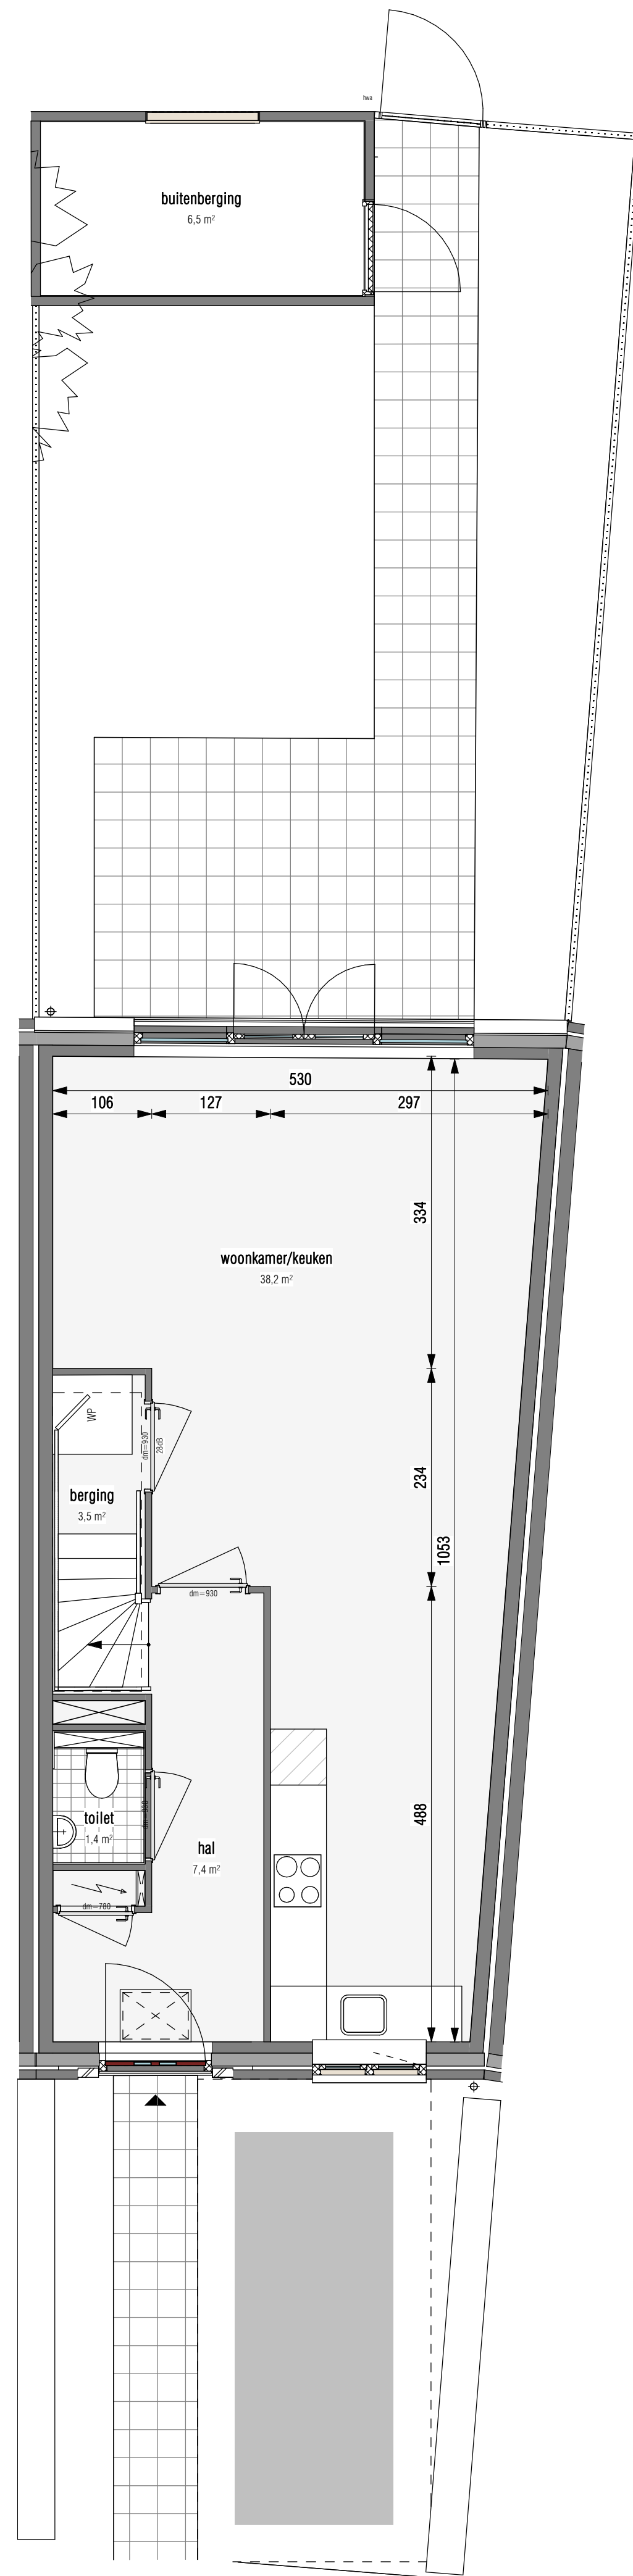 hwa
buitenberging
6,5 m²
530
106
127
297
334
woonkamer/keuken
38,2 m²
WP
dm=930
28dB
234
berging
3,5 m²
1053
dm=930
488
toilet
1,4 m²
hal
7,4 m²
dm=780